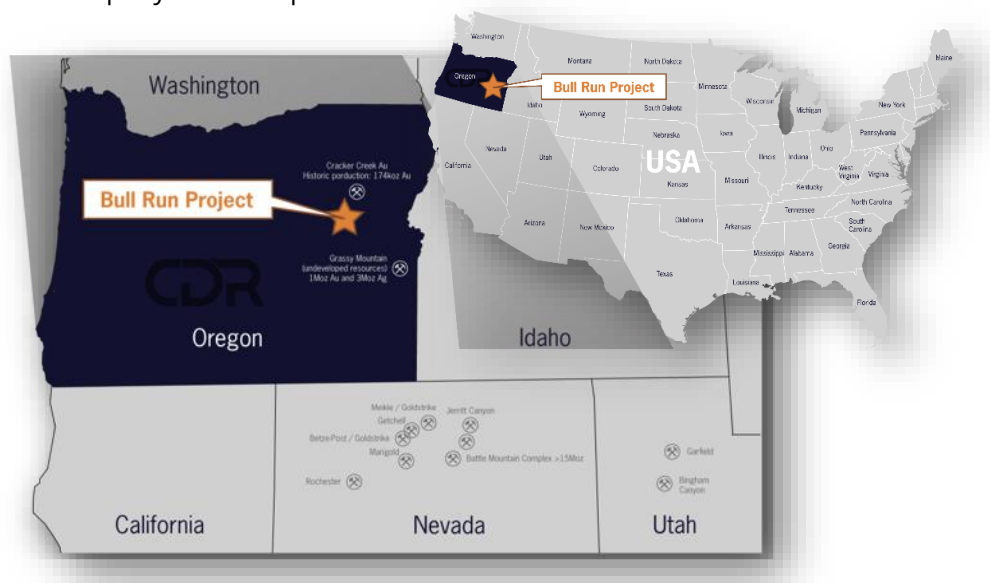 Washington
Cracker Creek Au
Historic porduction: 174koz Au
Bull Run Project
Grassy Mountain
(undeveloped resources)
1Moz Au and 3Moz Ag
CDR
Oregon
Idaho
Meikle / Goldstrike
Jerritt Canyon
Getchell
Betze-Post / Goldstrike
Marigold
Battle Mountain Complex >15Moz
Rochester
Garfield
Bingham
Canyon
California
Nevada
Utah
Washington
Montana
North Dakota
Minnesota
Maine
Oregon
CDR
Bull Run Project
Idaho
Wyoming
South Dakota
Wisconsin
Michigan
New York
Nebraska
Iowa
Pennsylvania
Nevada
Utah
Colorado
USA
Illinois
Indiana
Ohio
West
Virginia
Virginia
California
Kansas
Missouri
Kentucky
North Carolina
Tennessee
Arizona
New Mexico
Oklahoma
Arkansas
South
Carolina
Mississippi
Alabama
Georgia
Texas
Louisiana
Florida